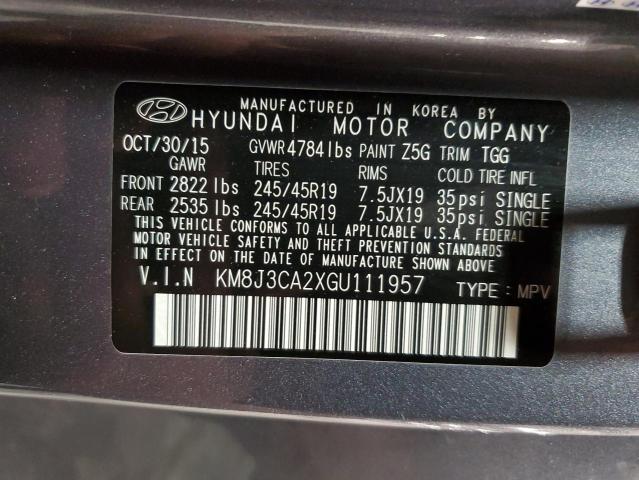 MANUFACTURED IN KOREA BY
HYUNDAI MOTOR COMPANY
OCT/30/15 GVWR 4784 lbs PAINT Z5G TRIM TGG
GAWR TIRES RIMS COLD TIRE INFL
FRONT 2822 lbs 245/45R19 7.5JX19 35psi SINGLE
REAR 2535 lbs 245/45R19 7.5JX19 35psi SINGLE
THIS VEHICLE CONFORMS TO ALL APPLICABLE U.S.A. FEDERAL
MOTOR VEHICLE SAFETY AND THEFT PREVENTION STANDARDS
IN EFFECT ON THE DATE OF MANUFACTURE SHOWN ABOVE.
V.I.N KM8J3CA2XGU111957 TYPE: MPV